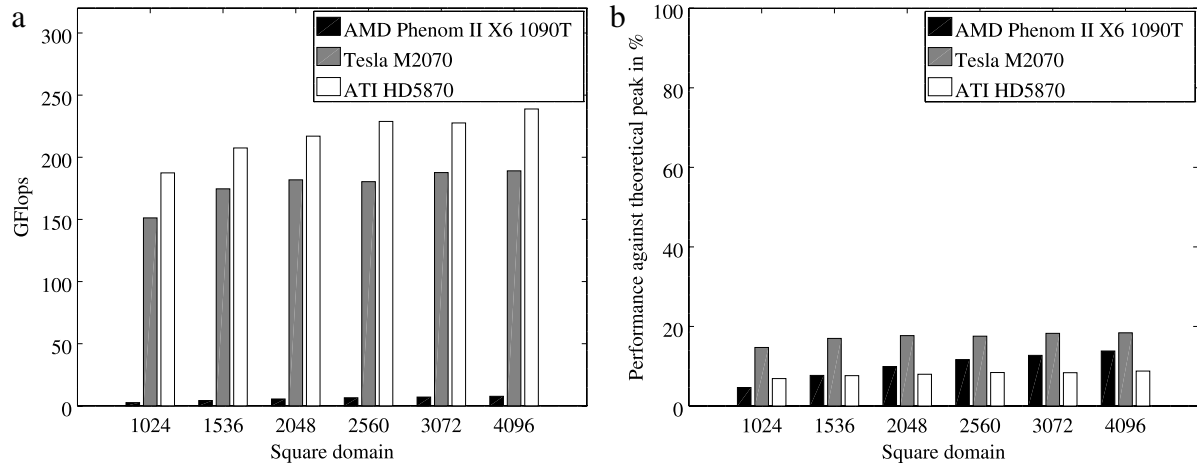 a
300
250
200
150
100
50
0
GFlops
AMD Phenom II X6 1090T
Tesla M2070
ATI HD5870
1024 1536 2048 2560 3072 4096
Square domain
b
100
80
60
40
20
0
Performance against theoretical peak in %
AMD Phenom II X6 1090T
Tesla M2070
ATI HD5870
1024 1536 2048 2560 3072 4096
Square domain